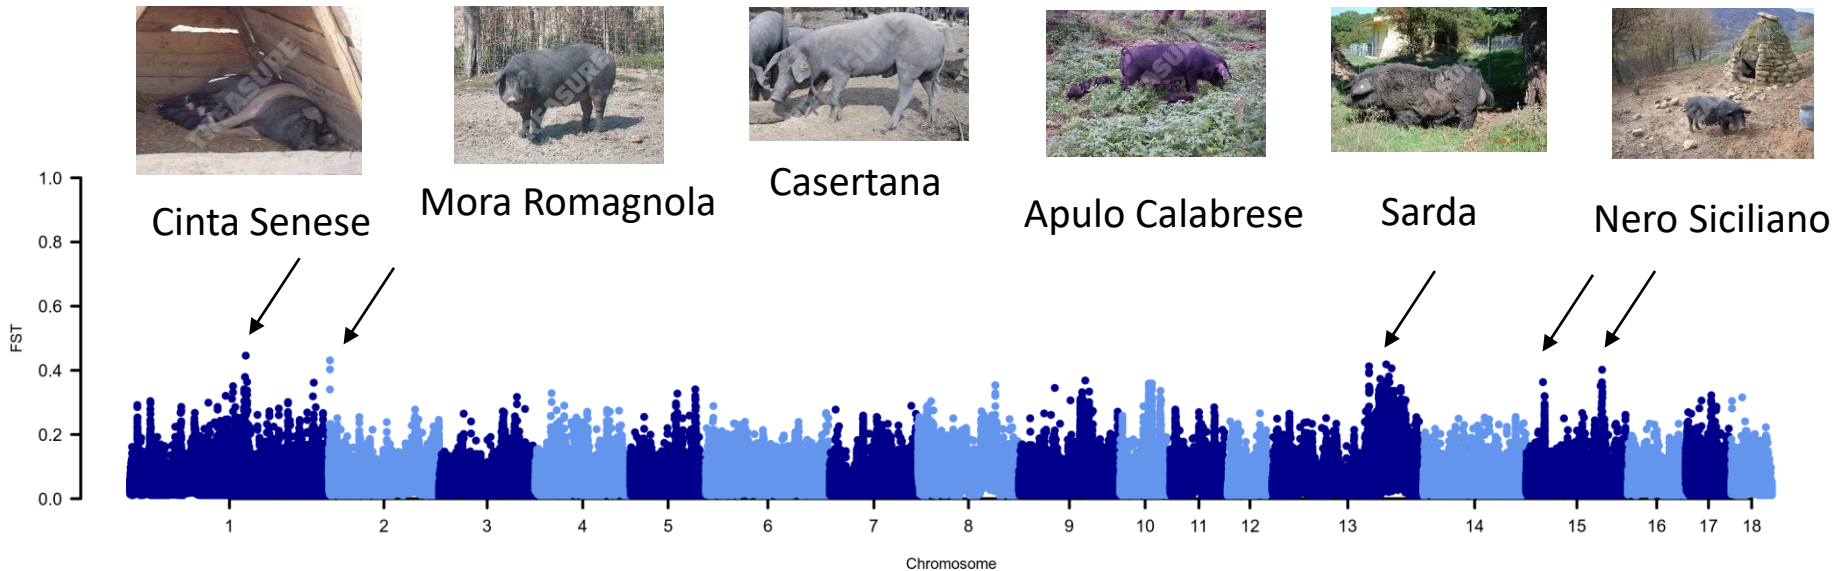 Cinta Senese
Mora Romagnola
Casertana
Apulo Calabrese
Sarda
Nero Siciliano
1.0
0.8
0.6
0.4
0.2
0.0
FST
1 2 3 4 5 6 7 8 9 10 11 12 13 14 15 16 17 18
Chromosome